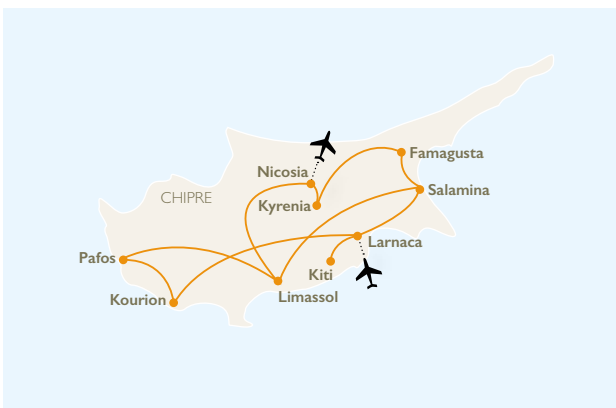 Famagusta
Nicosia
Salamina
CHIPRE
Kyrenia
Larnaca
Pafos
Kiti
Kourion
Limassol